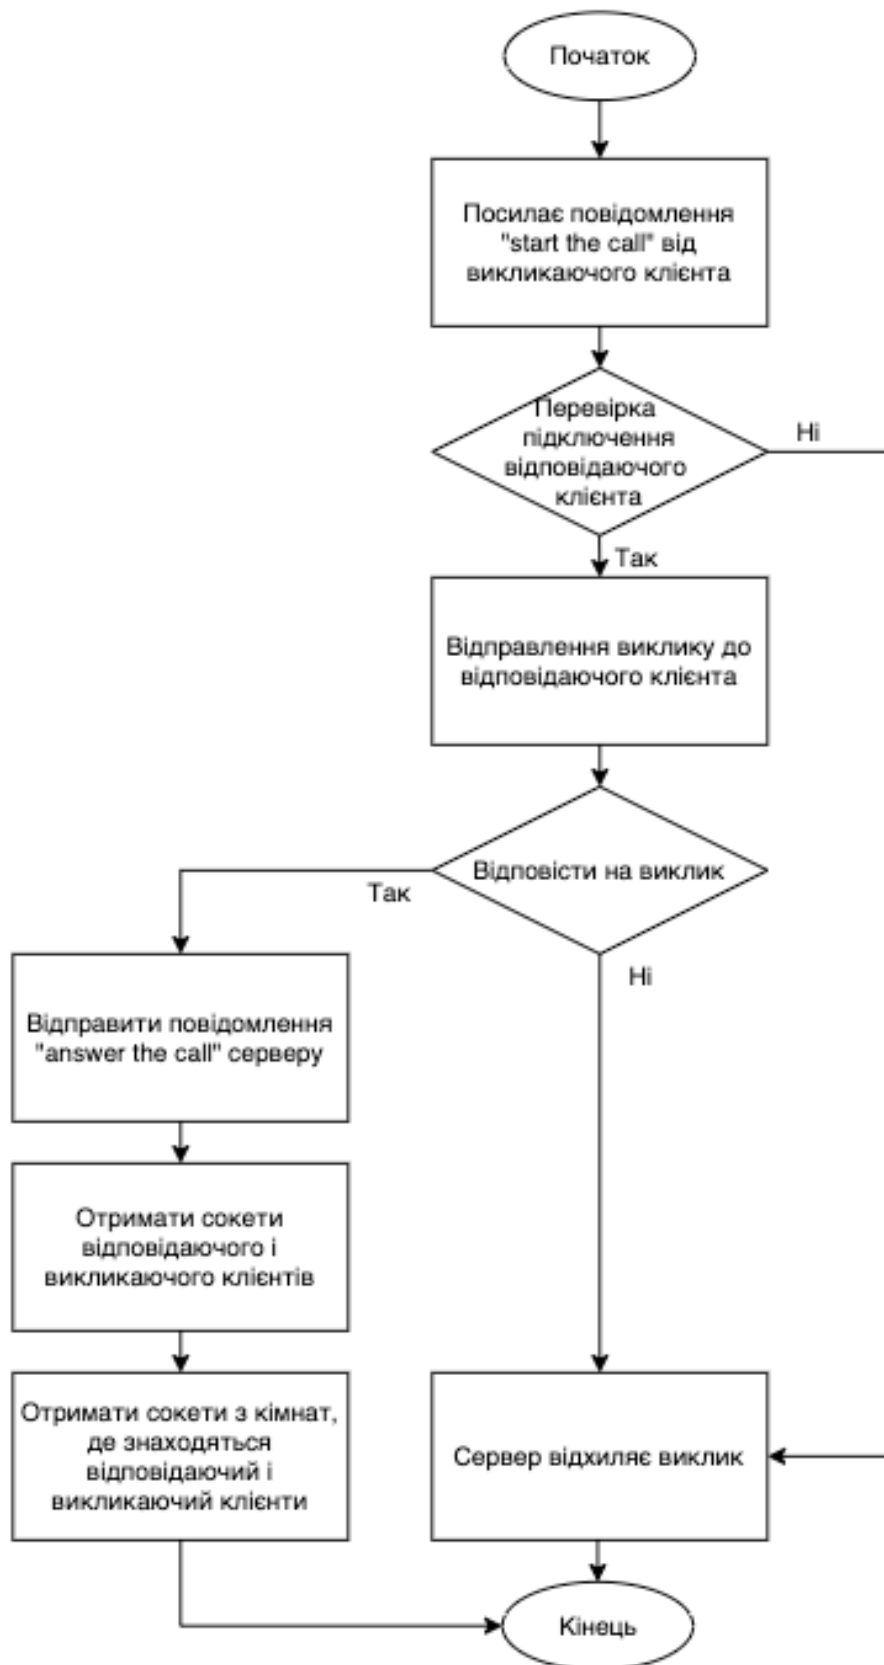 Початок
Посилає повідомлення
"start the call" від
викликаючого клієнта
Перевірка
підключення
відповідаючого
клієнта
Ні
Так
Відправлення виклику до
відповідаючого клієнта
Відповісти на виклик
Так
Ні
Відправити повідомлення
"answer the call" серверу
Отримати сокети
відповідаючого і
викликаючого клієнтів
Отримати сокети з кімнат,
де знаходяться
відповідаючий і
викликаючий клієнти
Сервер відхиляє виклик
Кінець